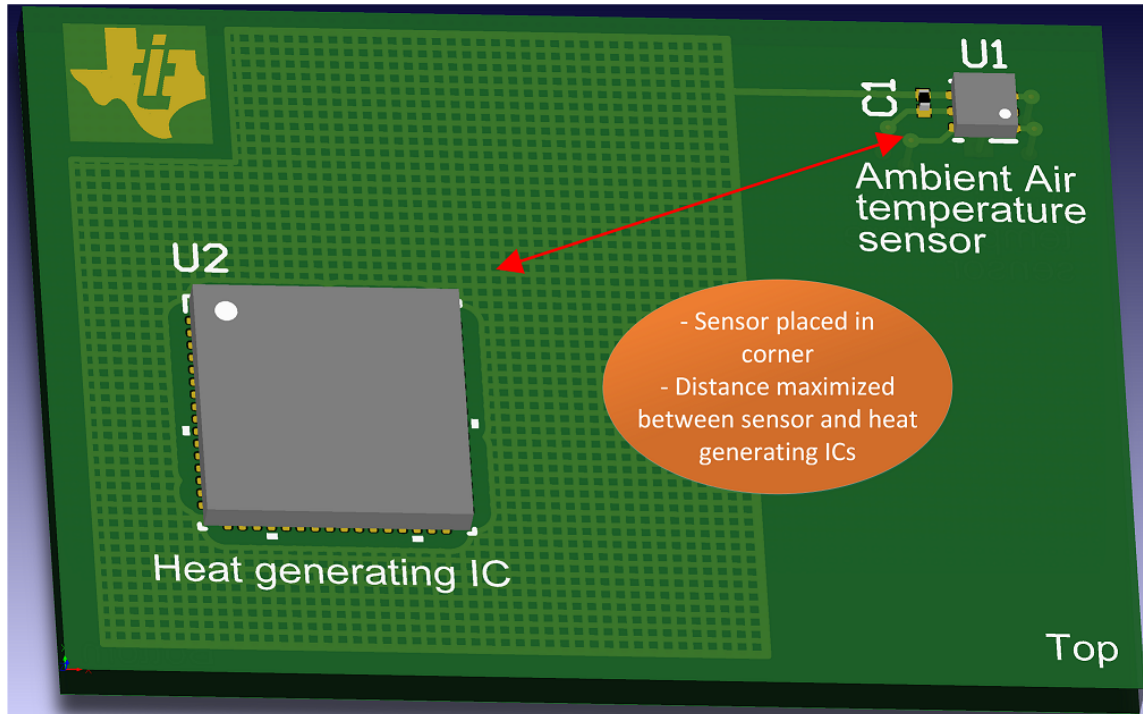 U1
C1
Ambient Air
temperature
sensor
U2
- Sensor placed in
corner
- Distance maximized
between sensor and heat
generating ICs
Heat generating IC
Top